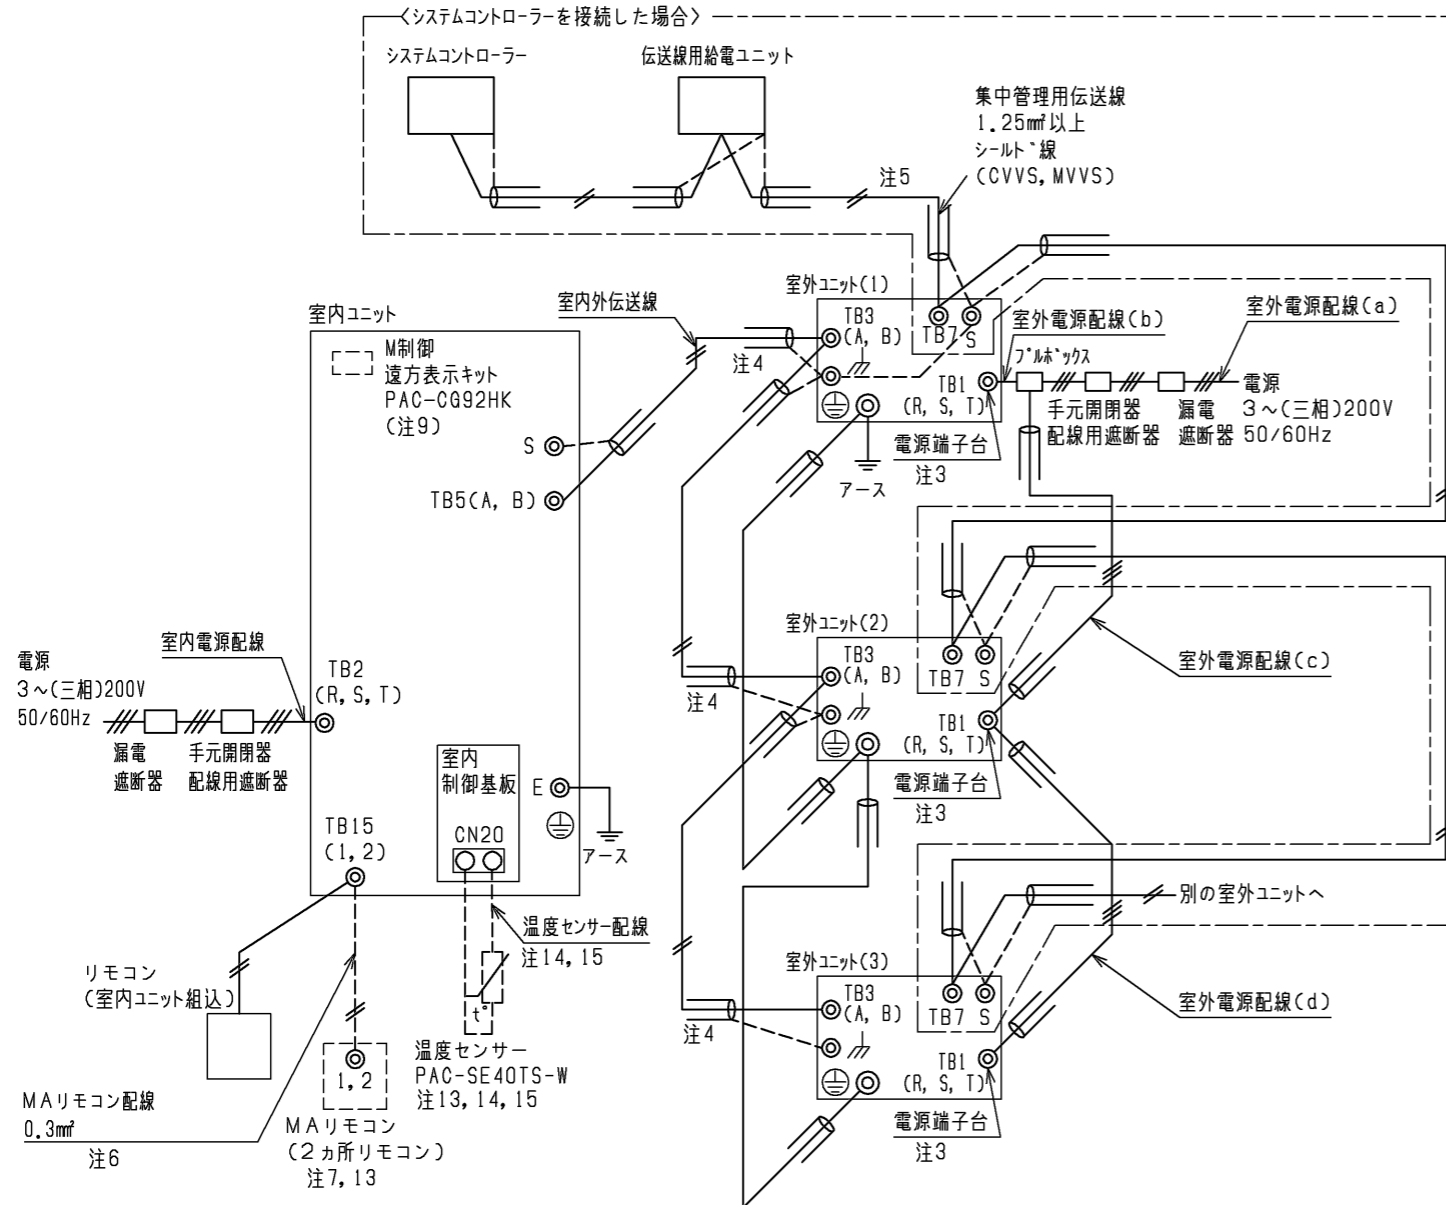 〈システムコントローラーを接続した場合〉
システムコントローラー
伝送線用給電ユニット
集中管理用伝送線
1.25㎟以上
シールド線
(CVVS, MVVS)
注5
室外ユニット(1)
TB3
(A, B)
TB7 S
TB1
(R, S, T)
電源端子台
注3
アース
注4
室内外伝送線
室外電源配線(b)
室外電源配線(a)
プルボックス
手元開閉器
配線用遮断器
漏電
遮断器
電源
3～(三相)200V
50/60Hz
室内ユニット
M制御
遠方表示キット
PAC-CG92HK
(注9)
S
TB5(A, B)
室内電源配線
電源
3～(三相)200V
50/60Hz
漏電
遮断器
手元開閉器
配線用遮断器
TB2
(R, S, T)
室内
制御基板
CN20
E
アース
TB15
(1, 2)
温度センサー配線
注14, 15
リモコン
(室内ユニット組込)
t°
温度センサー
PAC-SE40TS-W
注13, 14, 15
1, 2
MAリモコン
(2ヵ所リモコン)
注7, 13
MAリモコン配線
0.3㎟
注6
室外ユニット(2)
TB3
(A, B)
TB7 S
TB1
(R, S, T)
電源端子台
注3
注4
室外電源配線(c)
別の室外ユニットへ
室外ユニット(3)
TB3
(A, B)
TB7 S
TB1
(R, S, T)
電源端子台
注3
注4
室外電源配線(d)